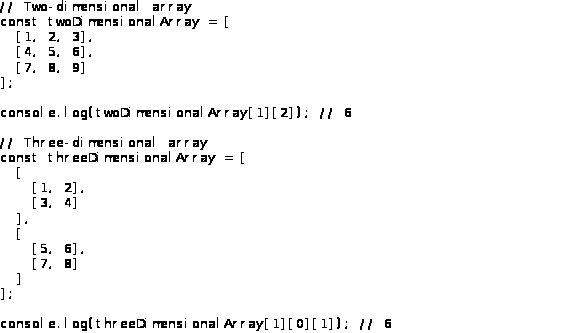 // Two-dimensional array
const twoDimensionalArray = [
  [1, 2, 3],
  [4, 5, 6],
  [7, 8, 9]
];

console.log(twoDimensionalArray[1][2]); // 6

// Three-dimensional array
const threeDimensionalArray = [
  [
    [1, 2],
    [3, 4]
  ],
  [
    [5, 6],
    [7, 8]
  ]
];

console.log(threeDimensionalArray[1][0][1]); // 6